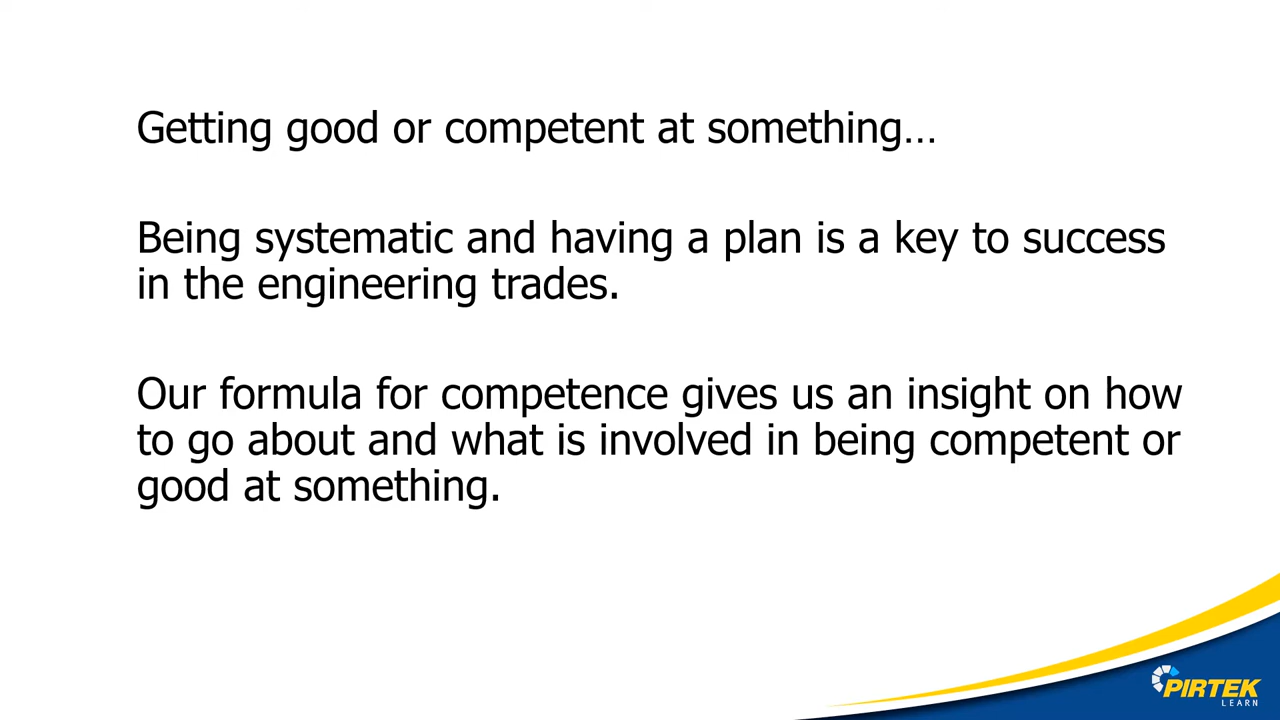 Getting good or competent at something…
Being systematic and having a plan is a key to success
in the engineering trades.
Our formula for competence gives us an insight on how
to go about and what is involved in being competent or
good at something.
PIRTEK
LEARN